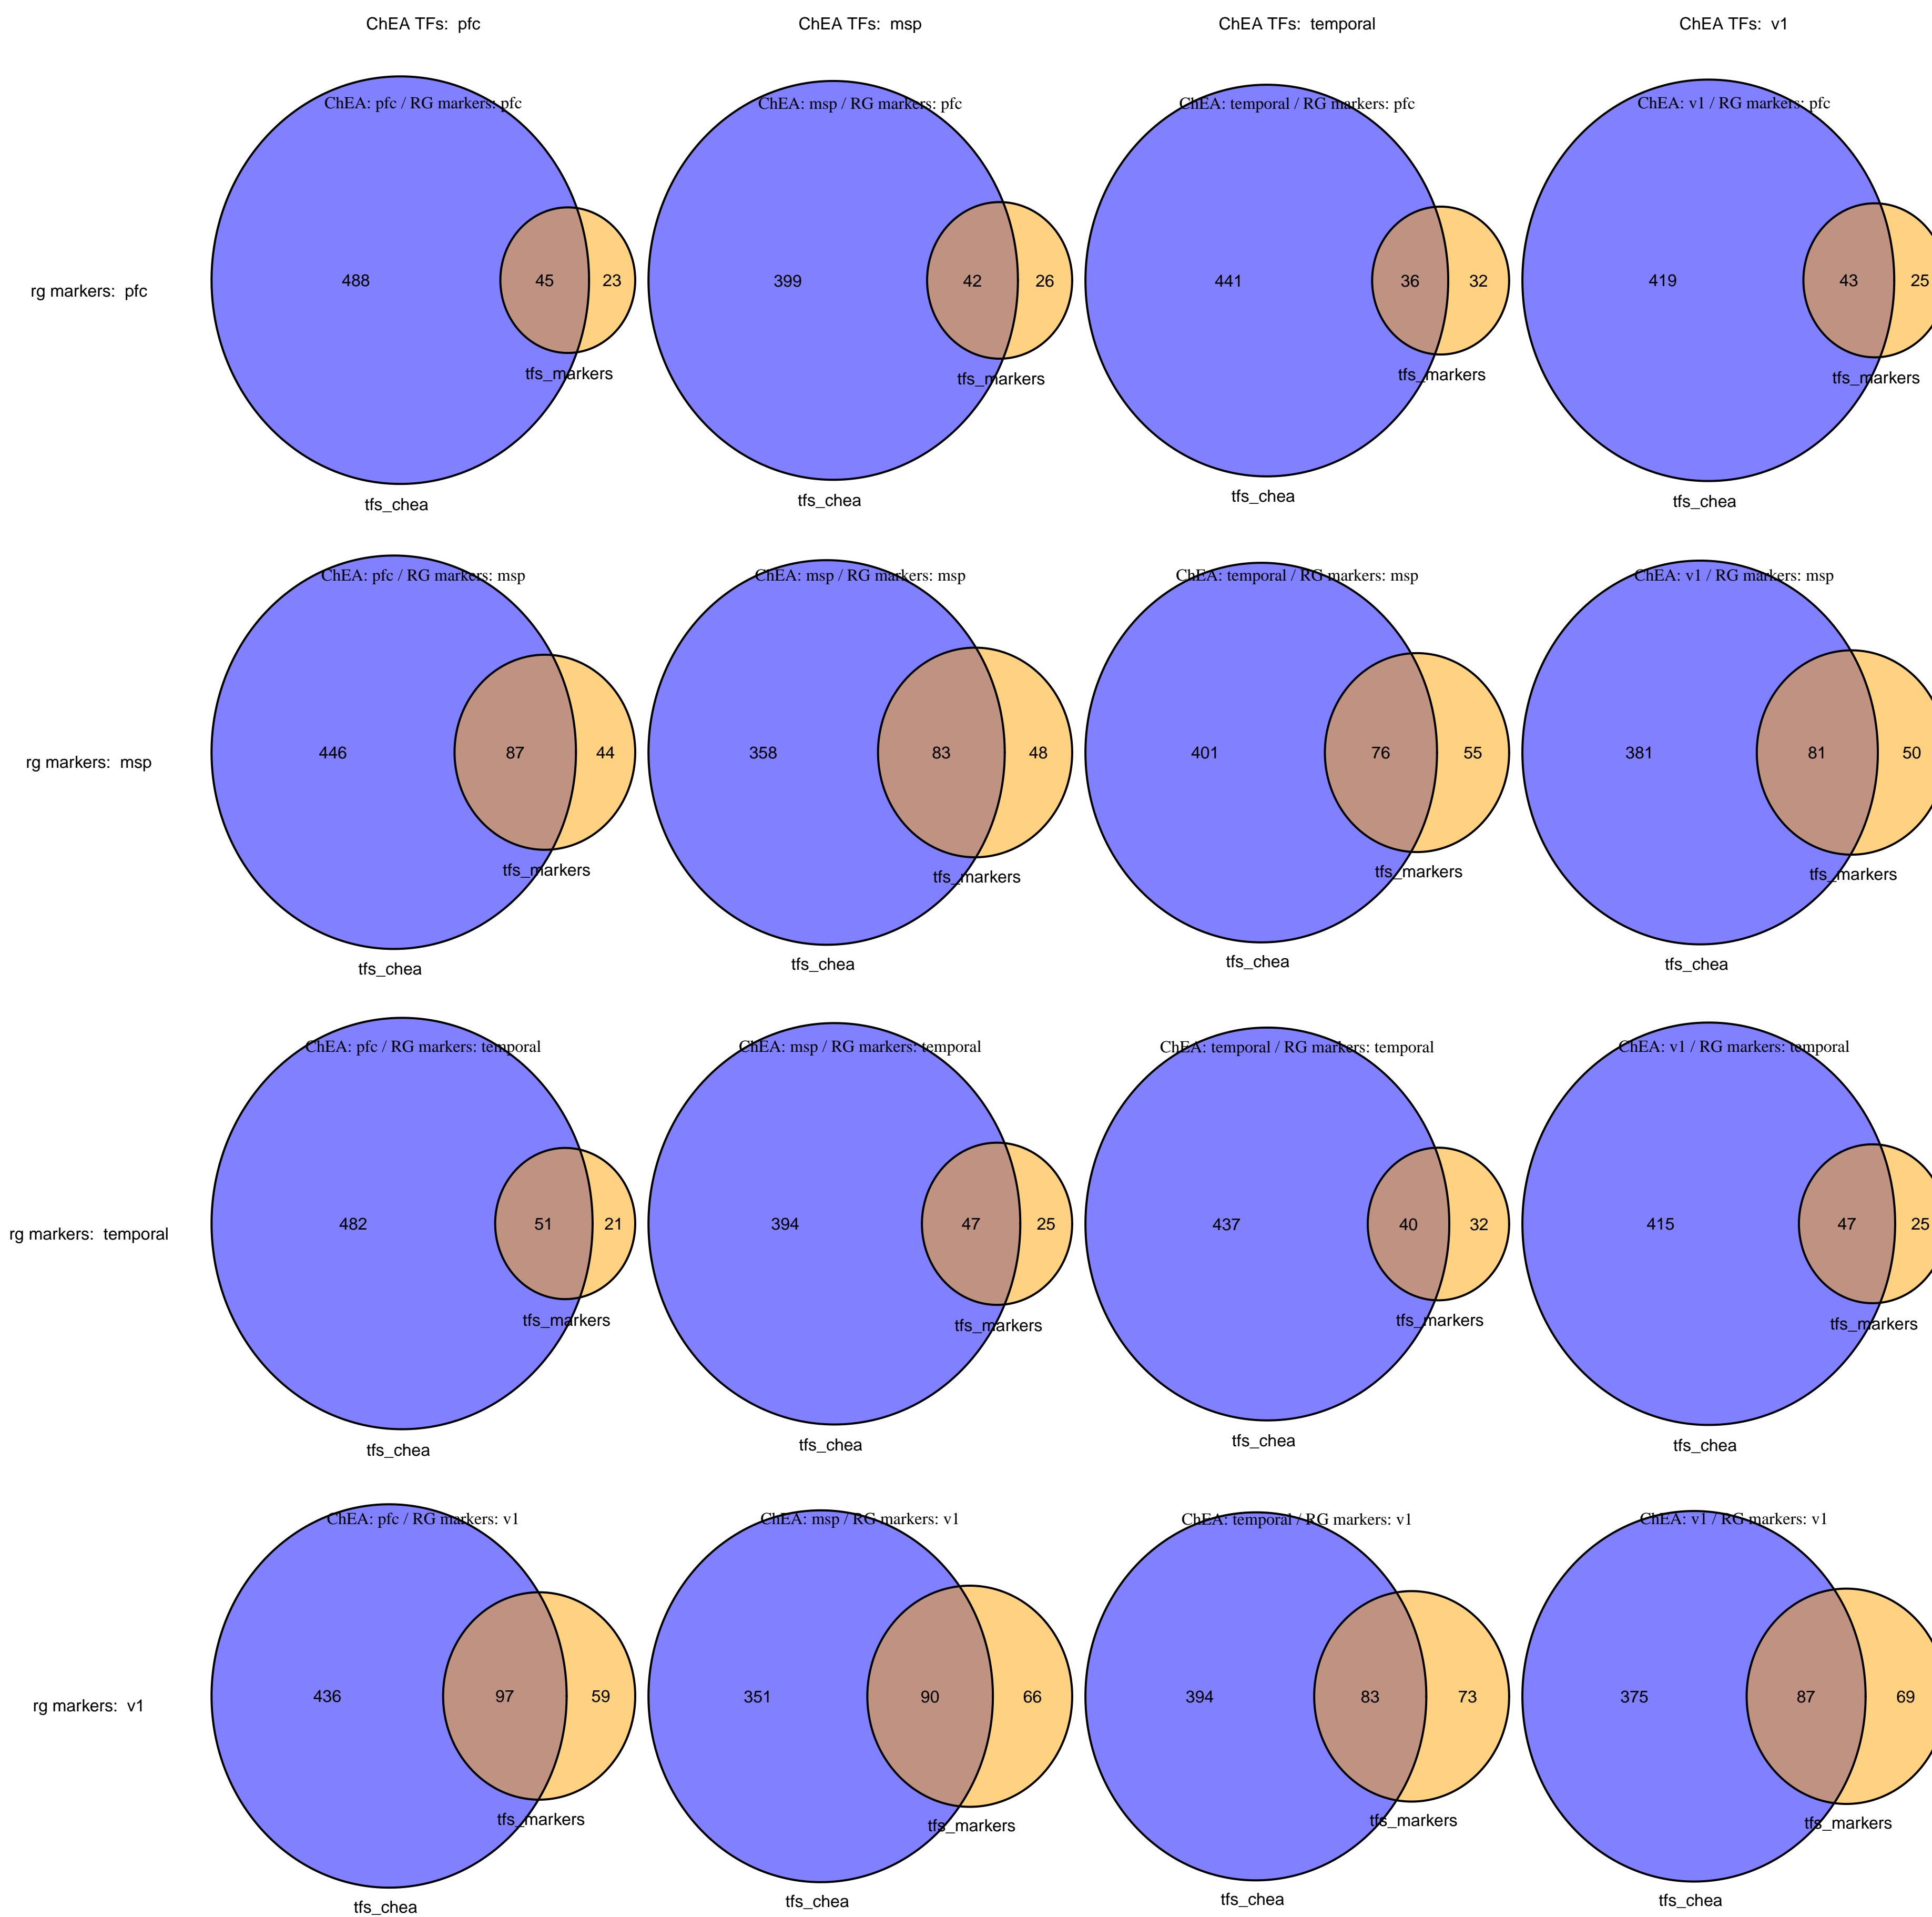 ChEA TFs:  pfc
ChEA TFs:  msp
ChEA TFs:  temporal
ChEA TFs:  v1
rg markers:  pfc
ChEA: pfc / RG markers: pfc
488
45
23
tfs_markers
tfs_chea
ChEA: msp / RG markers: pfc
399
42
26
tfs_markers
tfs_chea
ChEA: temporal / RG markers: pfc
441
36
32
tfs_markers
tfs_chea
ChEA: v1 / RG markers: pfc
419
43
25
tfs_markers
tfs_chea
rg markers:  msp
ChEA: pfc / RG markers: msp
446
87
44
tfs_markers
tfs_chea
ChEA: msp / RG markers: msp
358
83
48
tfs_markers
tfs_chea
ChEA: temporal / RG markers: msp
401
76
55
tfs_markers
tfs_chea
ChEA: v1 / RG markers: msp
381
81
50
tfs_markers
tfs_chea
rg markers:  temporal
ChEA: pfc / RG markers: temporal
482
51
21
tfs_markers
tfs_chea
ChEA: msp / RG markers: temporal
394
47
25
tfs_markers
tfs_chea
ChEA: temporal / RG markers: temporal
437
40
32
tfs_markers
tfs_chea
ChEA: v1 / RG markers: temporal
415
47
25
tfs_markers
tfs_chea
rg markers:  v1
ChEA: pfc / RG markers: v1
436
97
59
tfs_markers
tfs_chea
ChEA: msp / RG markers: v1
351
90
66
tfs_markers
tfs_chea
ChEA: temporal / RG markers: v1
394
83
73
tfs_markers
tfs_chea
ChEA: v1 / RG markers: v1
375
87
69
tfs_markers
tfs_chea